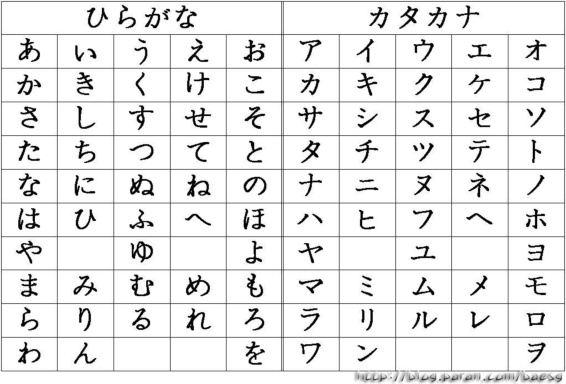 ひらがな カタカナ
あ い う え お ア イ ウ エ オ
か き く け こ カ キ ク ケ コ
さ し す せ そ サ シ ス セ ソ
た ち つ て と タ チ ツ テ ト
な に ぬ ね の ナ ニ ヌ ネ ノ
は ひ ふ へ ほ ハ ヒ フ ヘ ホ
や ゆ よ ヤ ユ ヨ
ま み む め も マ ミ ム メ モ
ら り る れ ろ ラ リ ル レ ロ
わ ん を ワ ン ヲ
http://blog.paran.com/baesg